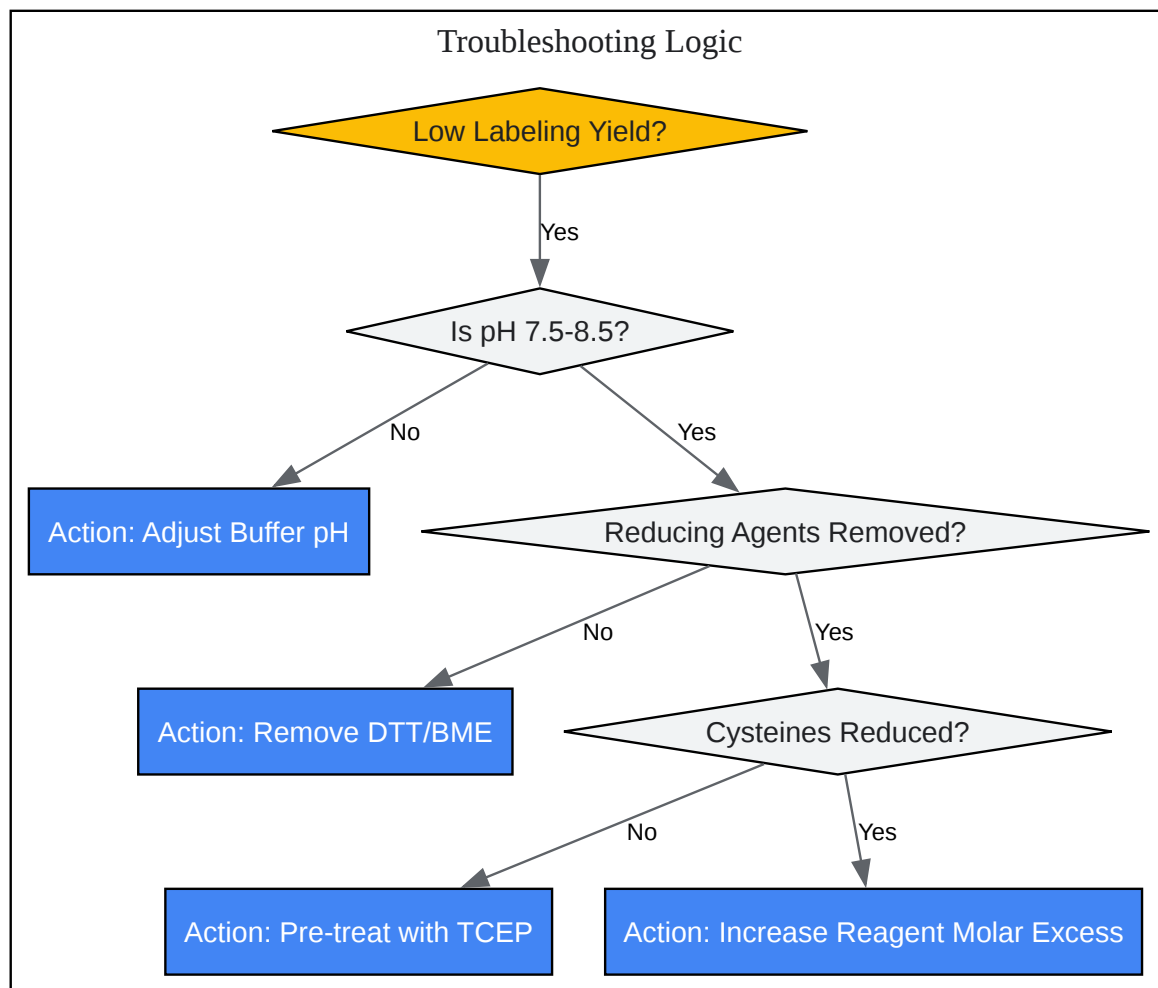 Troubleshooting Logic
Low Labeling Yield?
Yes
Is pH 7.5-8.5?
No
Yes
Action: Adjust Buffer pH
Reducing Agents Removed?
No
Yes
Action: Remove DTT/BME
Cysteines Reduced?
No
Yes
Action: Pre-treat with TCEP
Action: Increase Reagent Molar Excess